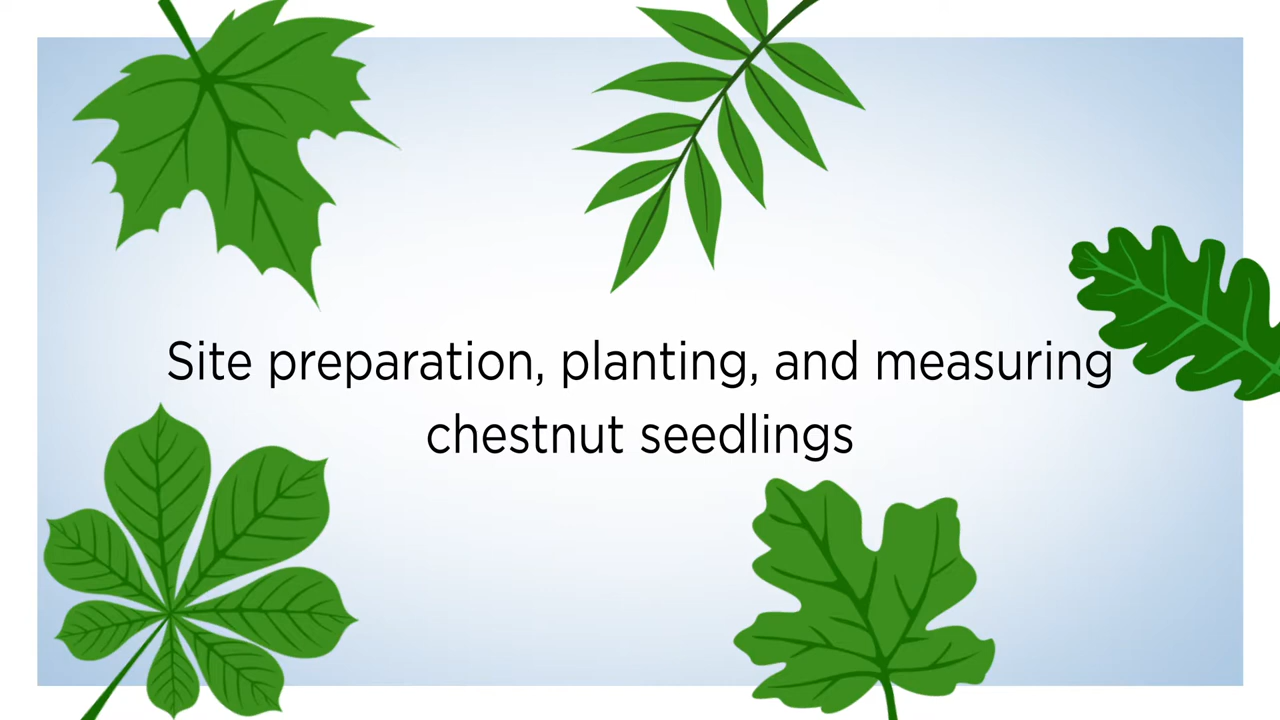 Site preparation, planting, and measuring
chestnut seedlings